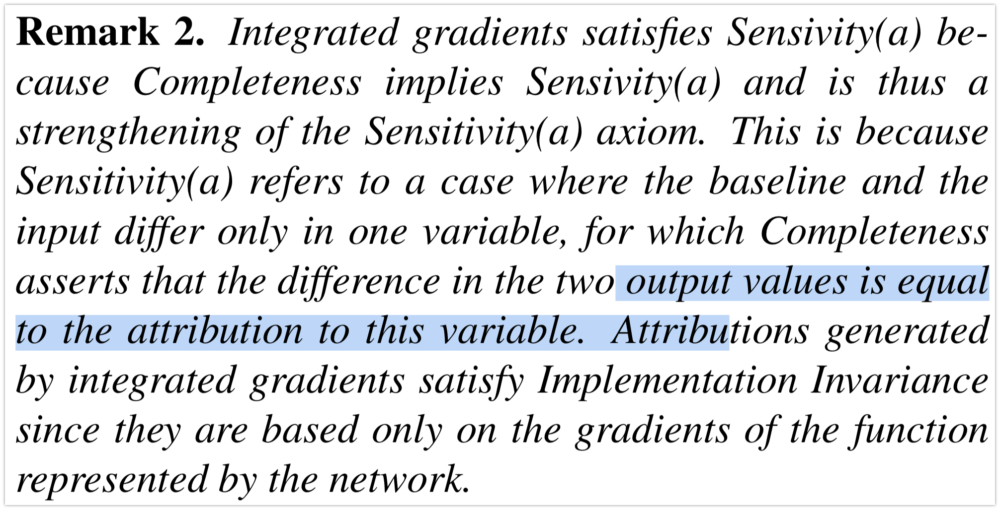 Remark 2. Integrated gradients satisfies Sensivity(a) be-
cause Completeness implies Sensivity(a) and is thus a
strengthening of the Sensitivity(a) axiom. This is because
Sensitivity(a) refers to a case where the baseline and the
input differ only in one variable, for which Completeness
asserts that the difference in the two output values is equal
to the attribution to this variable. Attributions generated
by integrated gradients satisfy Implementation Invariance
since they are based only on the gradients of the function
represented by the network.